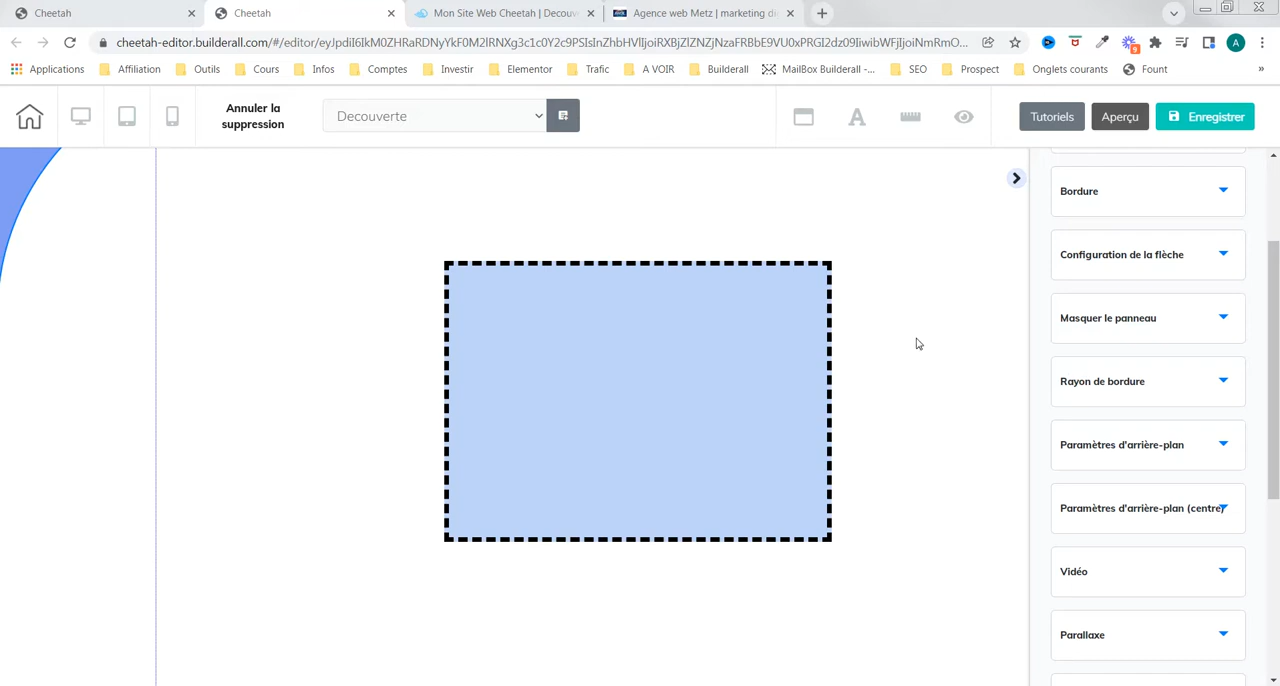 Cheetah
Cheetah
Mon Site Web Cheetah | Decouv
Agence web Metz | marketing di
cheetah-editor.builderall.com/#/editor/
Applications
Affiliation
Outils
Cours
Infos
Comptes
Investir
Elementor
Trafic
A VOIR
Builderall
MailBox Builderall -...
SEO
Prospect
Onglets courants
Fount
»
9
A
Annuler la
suppression
Decouverte
A
Tutoriels
Aperçu
Enregistrer
Bordure
Configuration de la flèche
Masquer le panneau
Rayon de bordure
Paramètres d'arrière-plan
Paramètres d'arrière-plan (centre)
Vidéo
Parallaxe